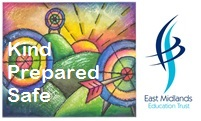 Kind
Prepared
Safe
East Midlands
Education Trust